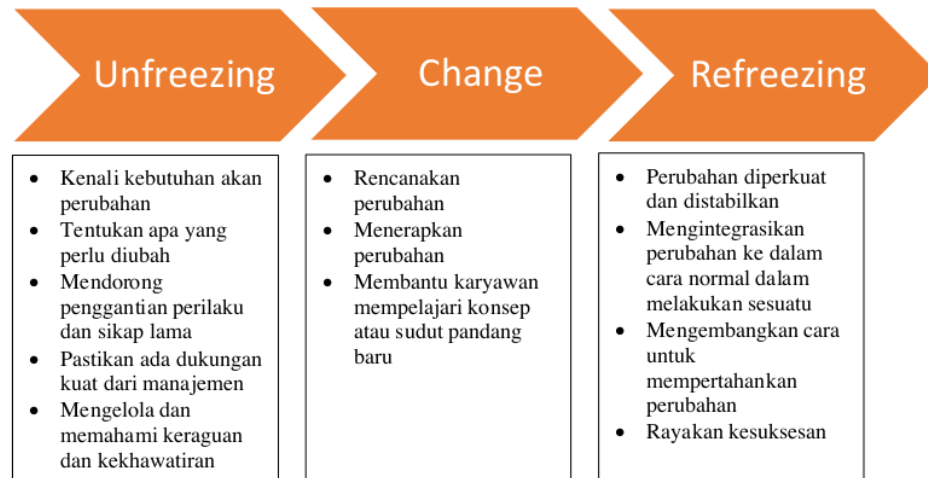 Unfreezing
Change
Refreezing
• Kenali kebutuhan akan
perubahan
• Tentukan apa yang
perlu diubah
• Mendorong
penggantian perilaku
dan sikap lama
• Pastikan ada dukungan
kuat dari manajemen
• Mengelola dan
memahami keraguan
dan kekhawatiran
• Rencanakan
perubahan
• Menerapkan
perubahan
• Membantu karyawan
mempelajari konsep
atau sudut pandang
baru
• Perubahan diperkuat
dan distabilkan
• Mengintegrasikan
perubahan ke dalam
cara normal dalam
melakukan sesuatu
• Mengembangkan cara
untuk
mempertahankan
perubahan
• Rayakan kesuksesan